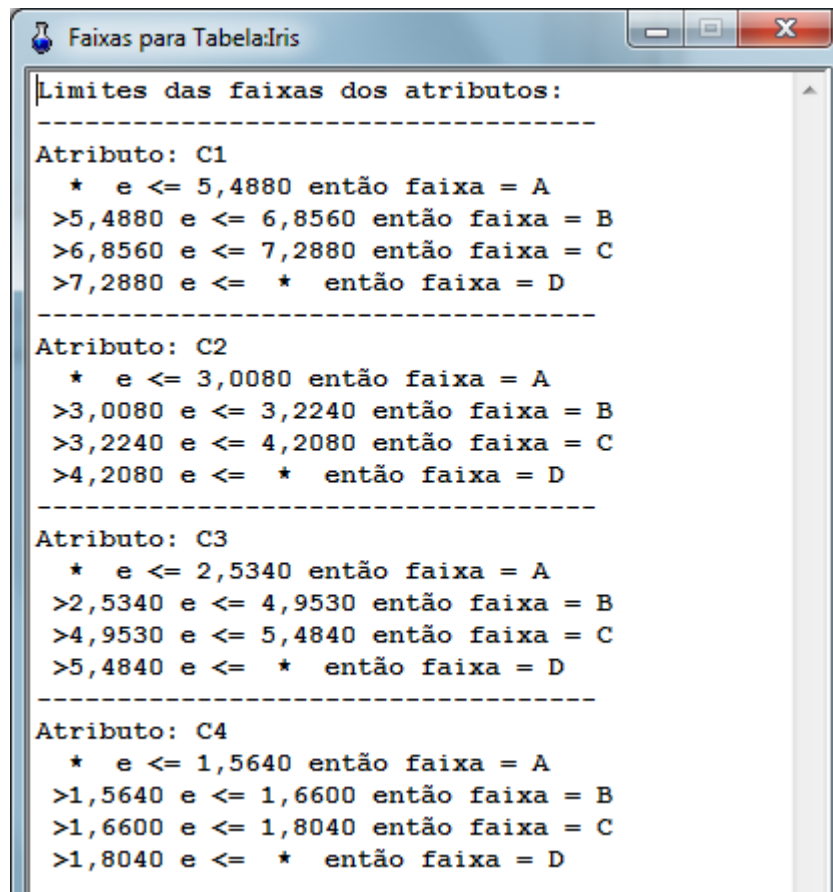 Faixas para Tabela:Iris
Limites das faixas dos atributos:
-----------------------------------
Atributo: C1
  *  e <= 5,4880 então faixa = A
 >5,4880 e <= 6,8560 então faixa = B
 >6,8560 e <= 7,2880 então faixa = C
 >7,2880 e <=  *  então faixa = D
-----------------------------------
Atributo: C2
  *  e <= 3,0080 então faixa = A
 >3,0080 e <= 3,2240 então faixa = B
 >3,2240 e <= 4,2080 então faixa = C
 >4,2080 e <=  *  então faixa = D
-----------------------------------
Atributo: C3
  *  e <= 2,5340 então faixa = A
 >2,5340 e <= 4,9530 então faixa = B
 >4,9530 e <= 5,4840 então faixa = C
 >5,4840 e <=  *  então faixa = D
-----------------------------------
Atributo: C4
  *  e <= 1,5640 então faixa = A
 >1,5640 e <= 1,6600 então faixa = B
 >1,6600 e <= 1,8040 então faixa = C
 >1,8040 e <=  *  então faixa = D